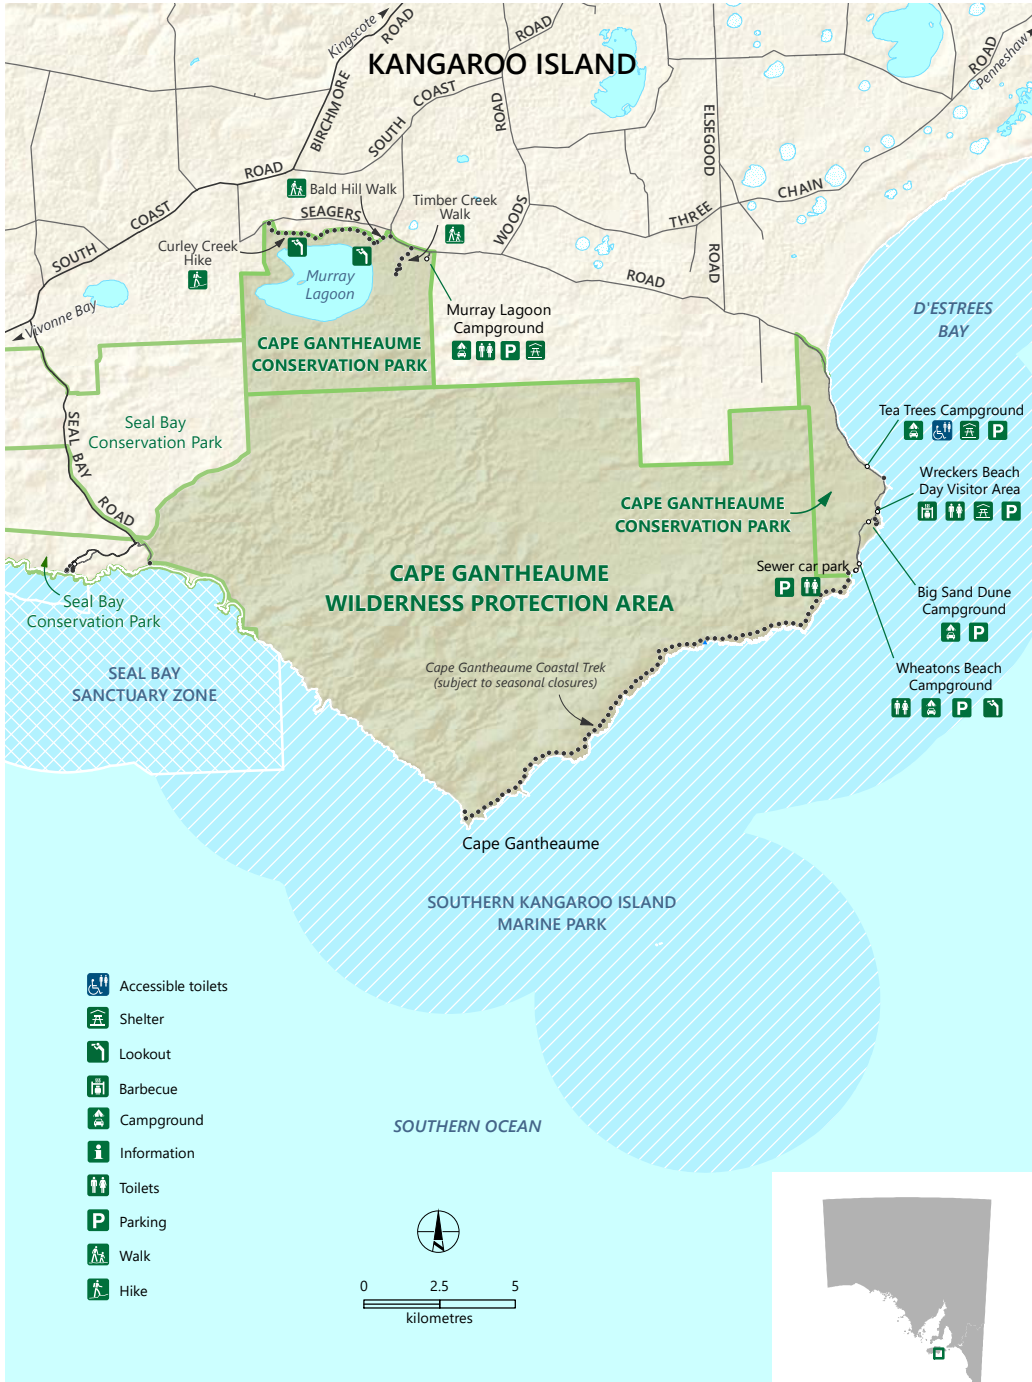 Kingscote
ROAD
ROAD
ROAD
Penneshaw
KANGAROO ISLAND
BIRCHMORE
SOUTH
COAST
ROAD
ELSEGOOD
ROAD
THREE
CHAIN
SOUTH
COAST
ROAD
Bald Hill Walk
SEAGERS
Timber Creek
Walk
WOODS
ROAD
Curley Creek
Hike
Murray
Lagoon
Vivonne Bay
Murray Lagoon
Campground
P
D'ESTREES
BAY
CAPE GANTHEAUME
CONSERVATION PARK
Seal Bay
Conservation Park
SEAL BAY
ROAD
Tea Trees Campground
P
Wreckers Beach
Day Visitor Area
P
CAPE GANTHEAUME
CONSERVATION PARK
Sewer car park
P
CAPE GANTHEAUME
WILDERNESS PROTECTION AREA
Big Sand Dune
Campground
P
Seal Bay
Conservation Park
SEAL BAY
SANCTUARY ZONE
Cape Gantheaume Coastal Trek
(subject to seasonal closures)
Wheatons Beach
Campground
P
Cape Gantheaume
SOUTHERN KANGAROO ISLAND
MARINE PARK
Accessible toilets
Shelter
Lookout
Barbecue
Campground
i Information
Toilets
P Parking
Walk
Hike
SOUTHERN OCEAN
N
0 2.5 5
kilometres